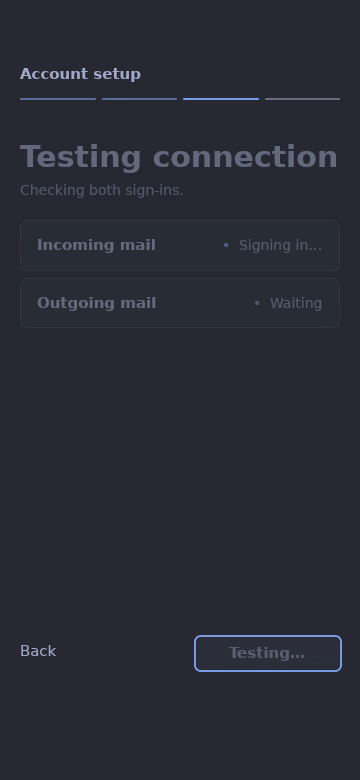 Account setup
Testing connection
Checking both sign-ins.
Incoming mail • Signing in…
Outgoing mail • Waiting
Back Testing…